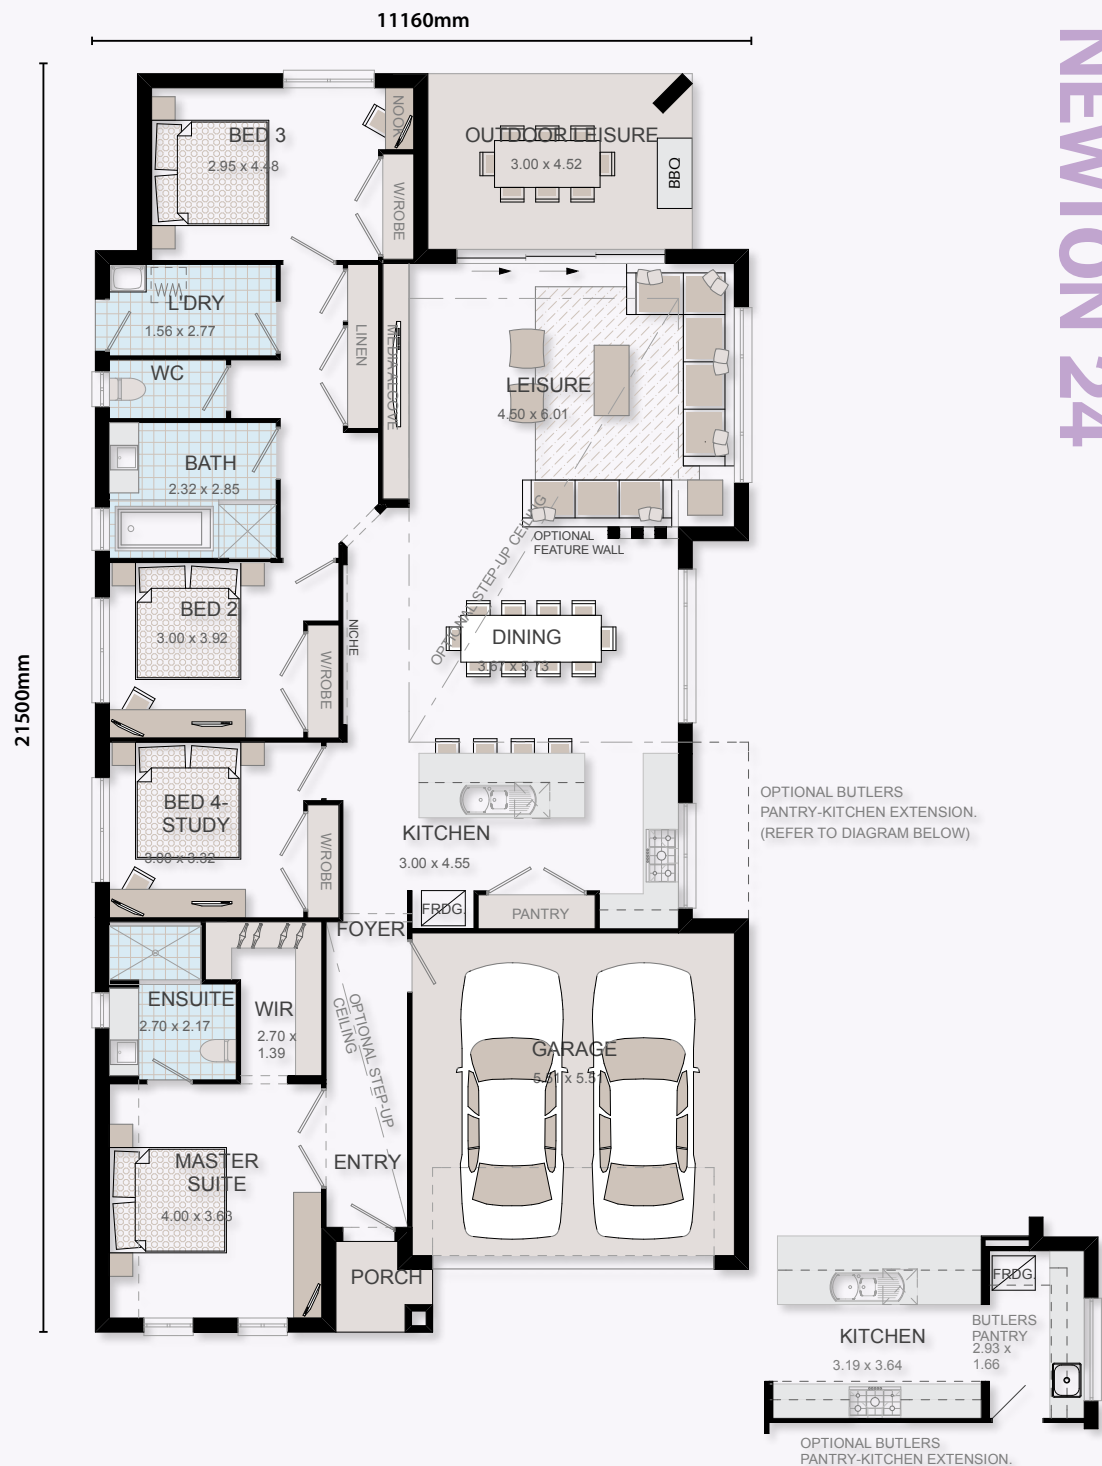 11160mm
NEWTON 24
21500mm
BED 3
2.95 x 4.48
NOOK
W/ROBE
OUTDOOR LEISURE
3.00 x 4.52
BBQ
L'DRY
1.56 x 2.77
WC
LINEN
MEDIA ALCOVE
LEISURE
4.50 x 6.01
BATH
2.32 x 2.85
OPTIONAL
FEATURE WALL
OPTIONAL STEP-UP CEILING
BED 2
3.00 x 3.92
W/ROBE
NICHE
DINING
3.67 x 5.73
BED 4-
STUDY
3.00 x 3.32
W/ROBE
KITCHEN
3.00 x 4.55
OPTIONAL BUTLERS
PANTRY-KITCHEN EXTENSION.
(REFER TO DIAGRAM BELOW)
FRDG.
PANTRY
FOYER
ENSUITE
2.70 x 2.17
WIR
2.70 x
1.39
OPTIONAL STEP-UP
CEILING
GARAGE
5.51 x 5.51
MASTER
SUITE
4.00 x 3.63
ENTRY
PORCH
FRDG.
KITCHEN
3.19 x 3.64
BUTLERS
PANTRY
2.93 x
1.66
OPTIONAL BUTLERS
PANTRY-KITCHEN EXTENSION.